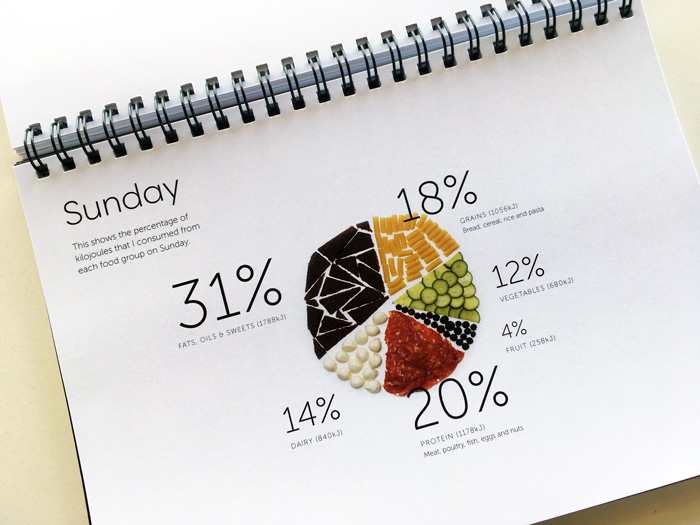 Sunday
This shows the percentage of
kilojoules that I consumed from
each food group on Sunday.
18%
GRAINS (1056kJ)
Bread, cereal, rice and pasta
12%
VEGETABLES (680kJ)
4%
FRUIT (258kJ)
20%
PROTEIN (1178kJ)
Meat, poultry, fish, eggs and nuts
14%
DAIRY (840kJ)
31%
FATS, OILS & SWEETS (1788kJ)